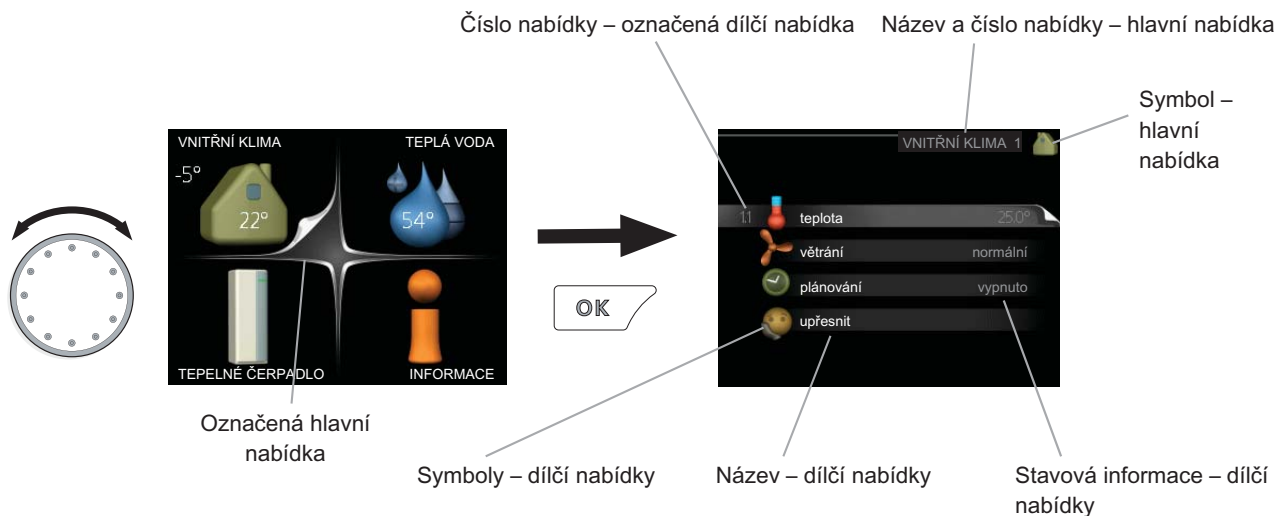 Číslo nabídky – označená dílčí nabídka
Název a číslo nabídky – hlavní nabídka
Symbol –
hlavní
nabídka
VNITŘNÍ KLIMA
TEPLÁ VODA
-5°
22°
54°
TEPELNÉ ČERPADLO
INFORMACE
OK
VNITŘNÍ KLIMA 1
1.1
teplota
25.0°
větrání
normální
plánování
vypnuto
upřesnit
Označená hlavní
nabídka
Symboly – dílčí nabídky
Název – dílčí nabídky
Stavová informace – dílčí
nabídky